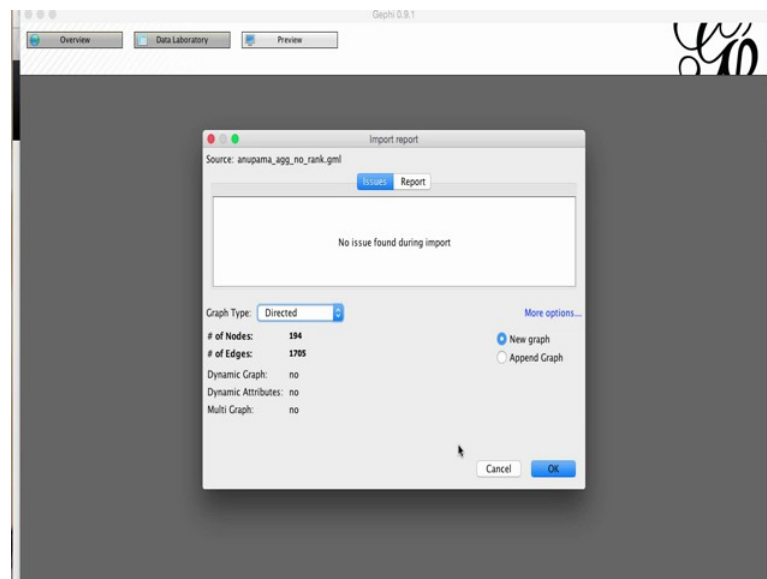 Gephi 0.9.1
Overview Data Laboratory Preview
Import report
Source: anupama_agg_no_rank.gml
Issues Report
No issue found during import
Graph Type: Directed More options...
# of Nodes: 194 New graph
# of Edges: 1705 Append Graph
Dynamic Graph: no
Dynamic Attributes: no
Multi Graph: no
Cancel OK